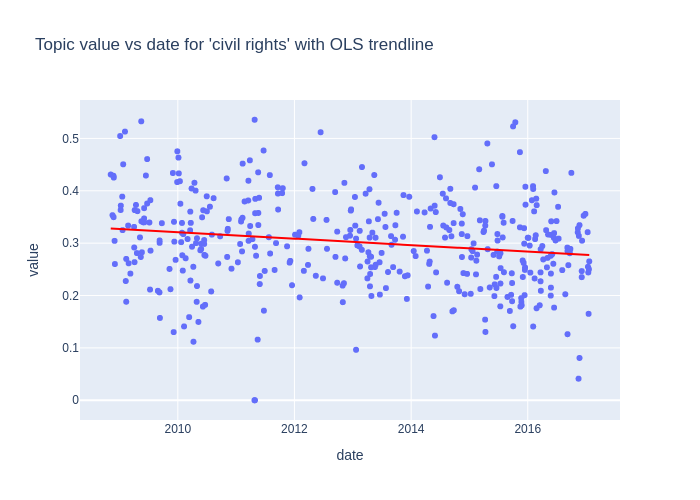 Topic value vs date for 'civil rights' with OLS trendline
value
0.5
0.4
0.3
0.2
0.1
0
2010 2012 2014 2016
date